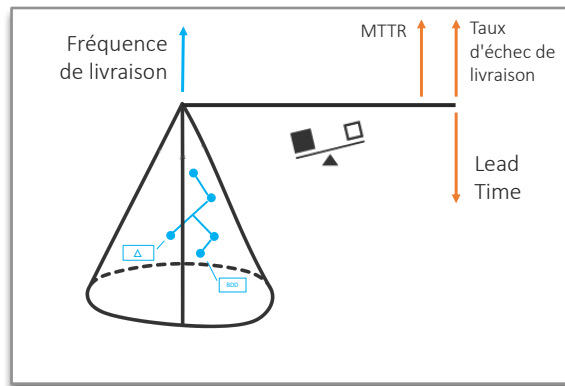 Fréquence
de livraison
MTTR
Taux
d'échec de
livraison
Lead
Time
BDD